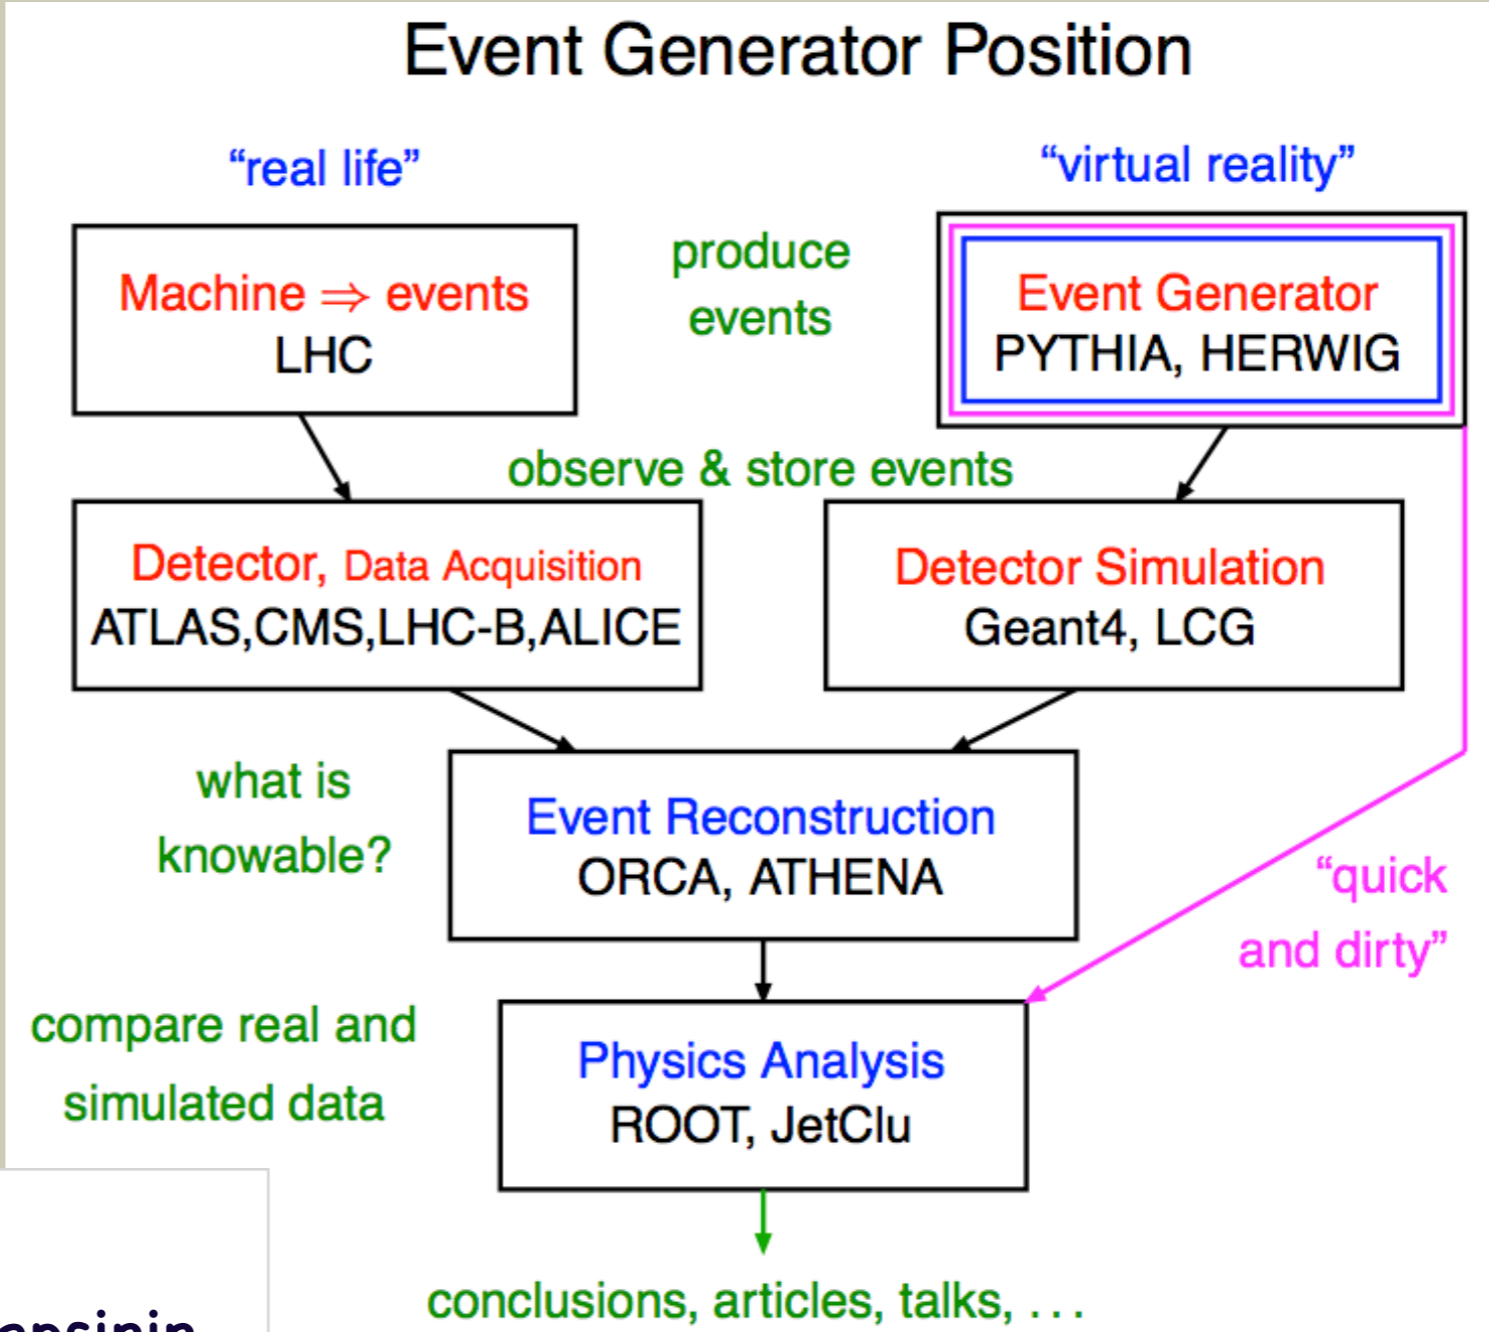 Event Generator Position
“real life”
“virtual reality”
Machine ⇒ events
LHC
produce
events
Event Generator
PYTHIA, HERWIG
observe & store events
Detector, Data Acquisition
ATLAS,CMS,LHC-B,ALICE
Detector Simulation
Geant4, LCG
what is
knowable?
Event Reconstruction
ORCA, ATHENA
“quick
and dirty”
compare real and
simulated data
Physics Analysis
ROOT, JetClu
conclusions, articles, talks, ...